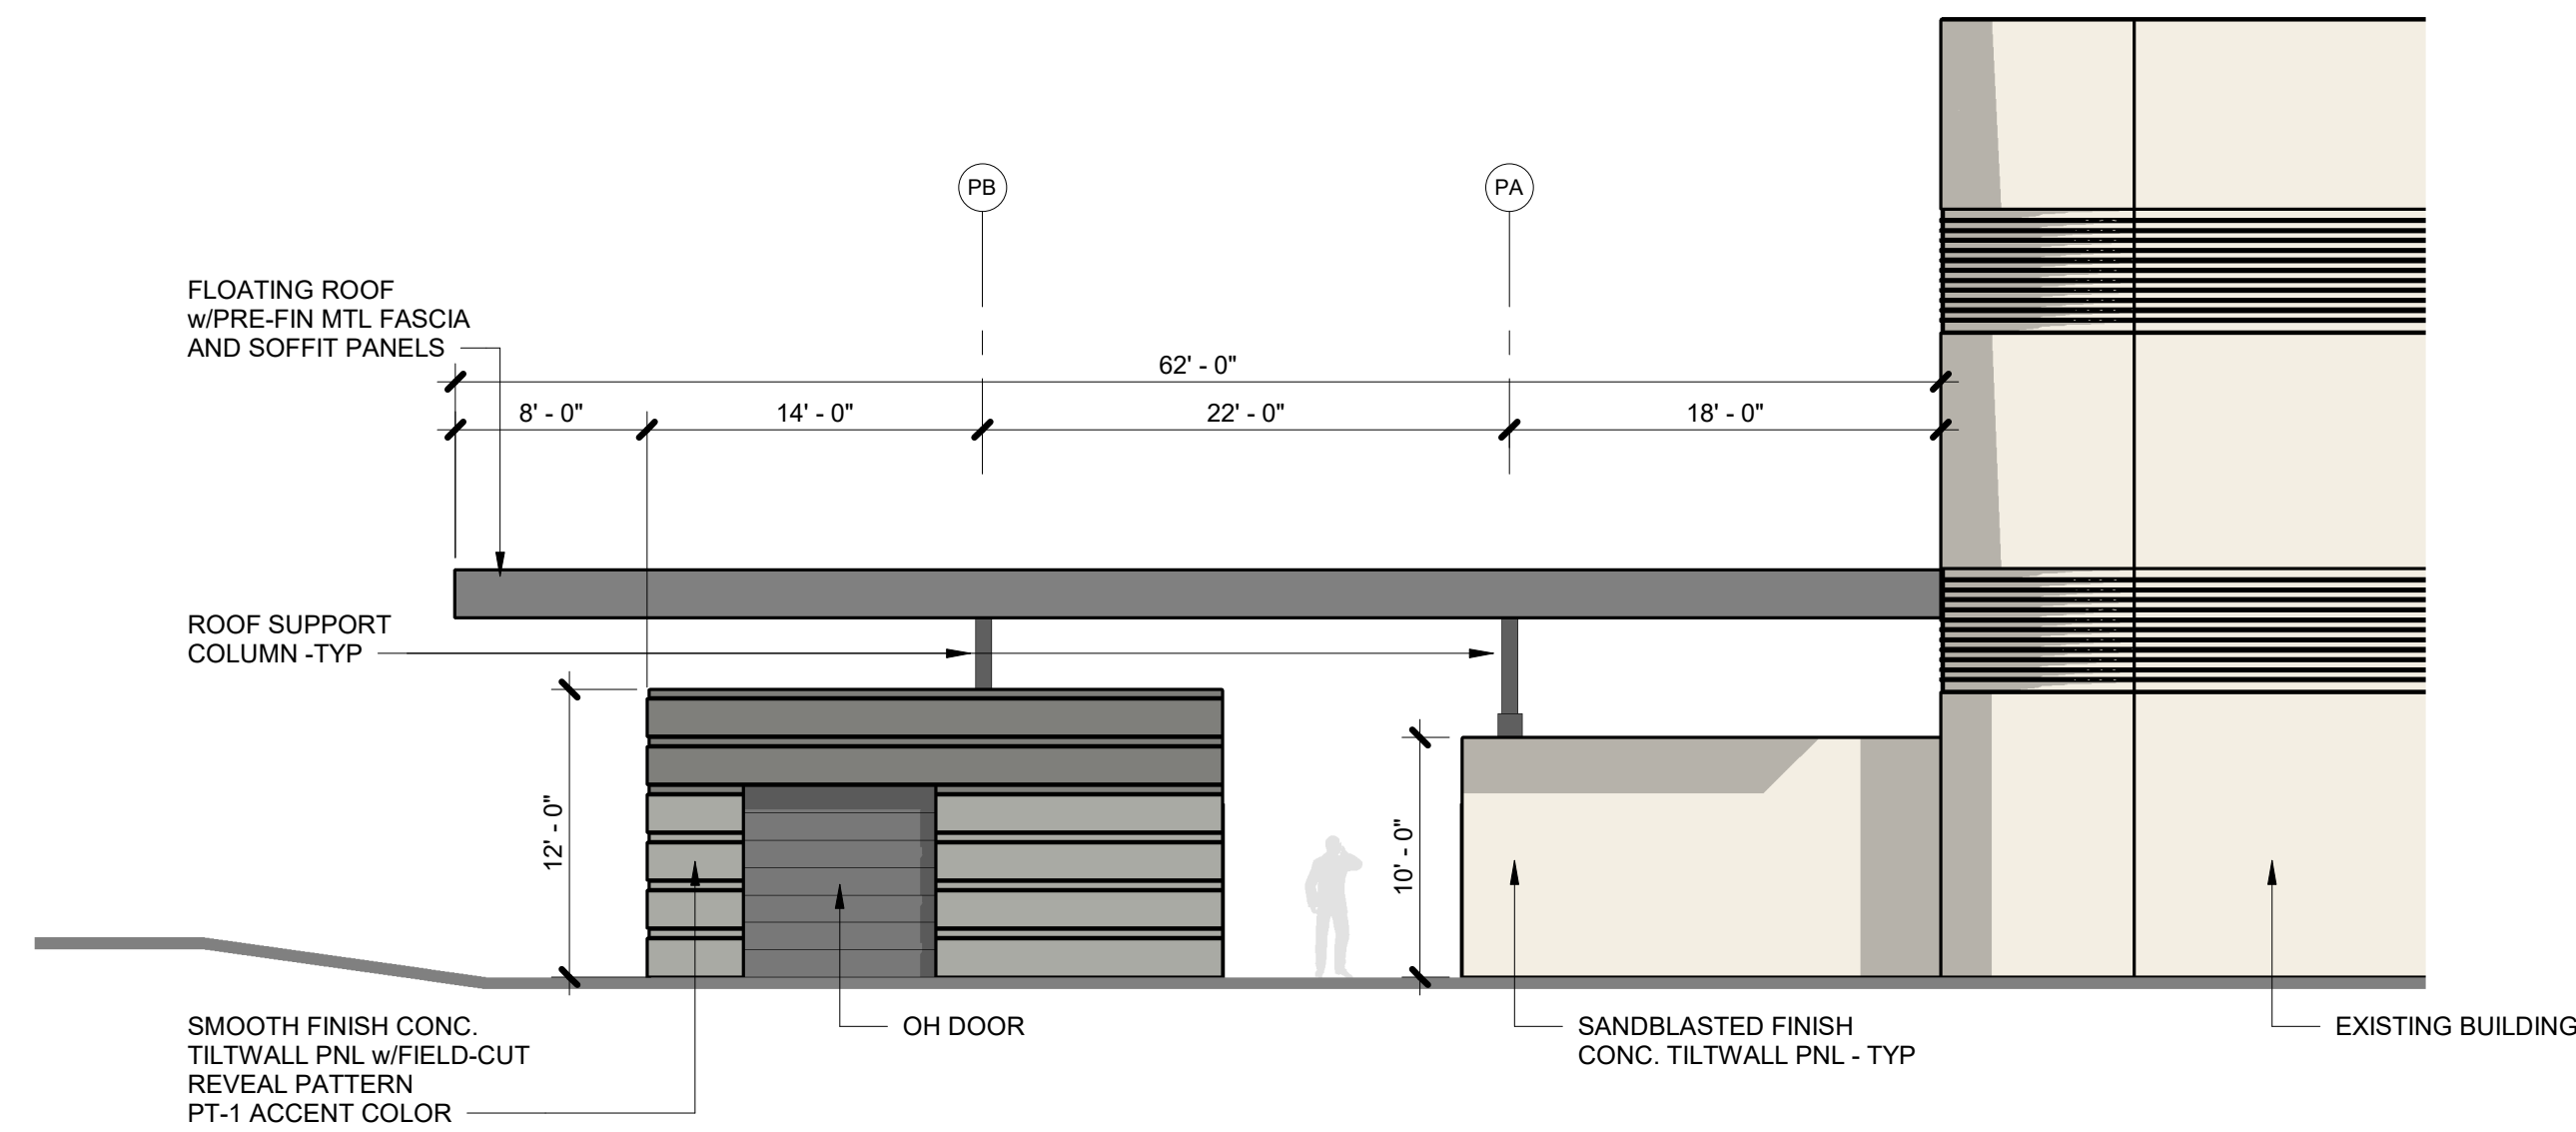 PB
PA
FLOATING ROOF
w/PRE-FIN MTL FASCIA
AND SOFFIT PANELS
62' - 0"
8' - 0"
14' - 0"
22' - 0"
18' - 0"
ROOF SUPPORT
COLUMN -TYP
12' - 0"
10' - 0"
SMOOTH FINISH CONC.
TILTWALL PNL w/FIELD-CUT
REVEAL PATTERN
PT-1 ACCENT COLOR
OH DOOR
SANDBLASTED FINISH
CONC. TILTWALL PNL - TYP
EXISTING BUILDING